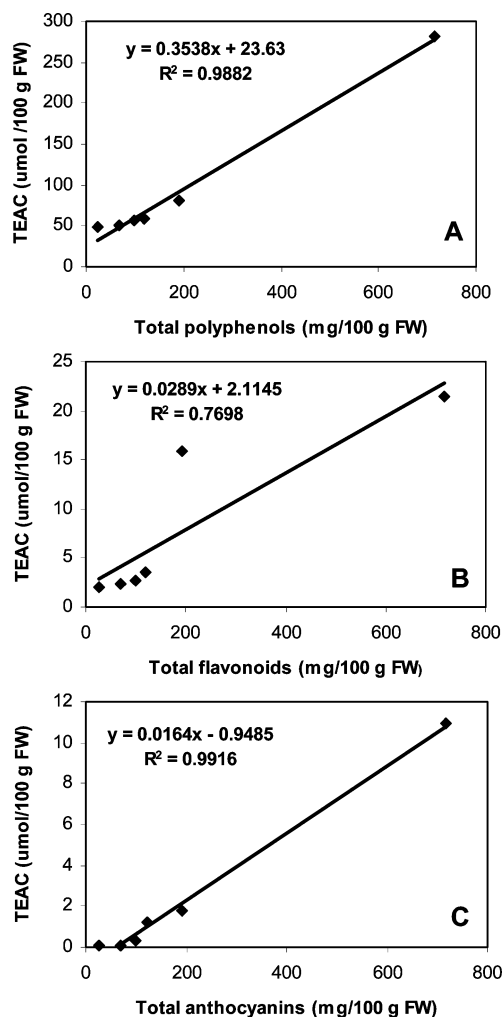 300
250
200
150
100
50
0
TEAC (umol /100 g FW)
y = 0.3538x + 23.63
R² = 0.9882
A
0 200 400 600 800
Total polyphenols (mg/100 g FW)
25
20
15
10
5
0
TEAC (umol/100 g FW)
y = 0.0289x + 2.1145
R² = 0.7698
B
0 200 400 600 800
Total flavonoids (mg/100 g FW)
12
10
8
6
4
2
0
TEAC (umol/100 g FW)
y = 0.0164x - 0.9485
R² = 0.9916
C
0 200 400 600 800
Total anthocyanins (mg/100 g FW)